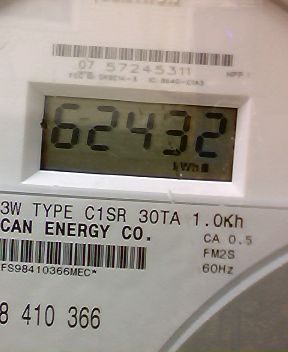 07 57245311
62432
kWh
3W TYPE C1SR 30TA 1.0Kh
CAN ENERGY CO.
CA 0.5
FM2S
60Hz
FS98410366MEC*
8 410 366